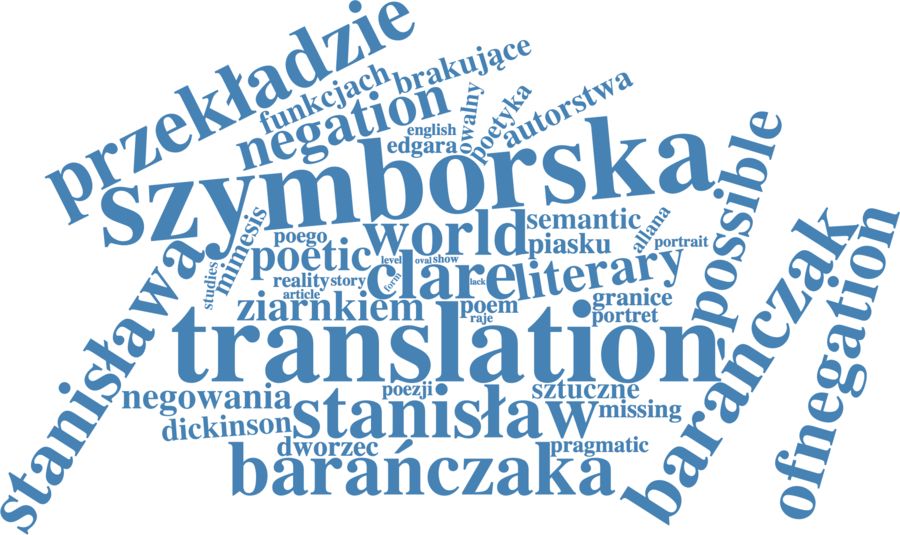 przekładzie
brakujące
funkcjach
negation
owalny
poetyka
autorstwa
english
edgara
szymborska
possible
mimesis
studies
poego
world
semantic
piasku
allana
portrait
poetic
level
oval
show
clare
literary
reality
story
form
lack
article
granice
ziarnkiem
poem
raje
portret
translation
stanisława
barańczak
ofnegation
negowania
poezji
sztuczne
stanisław
missing
dickinson
dworzec
pragmatic
barańczaka